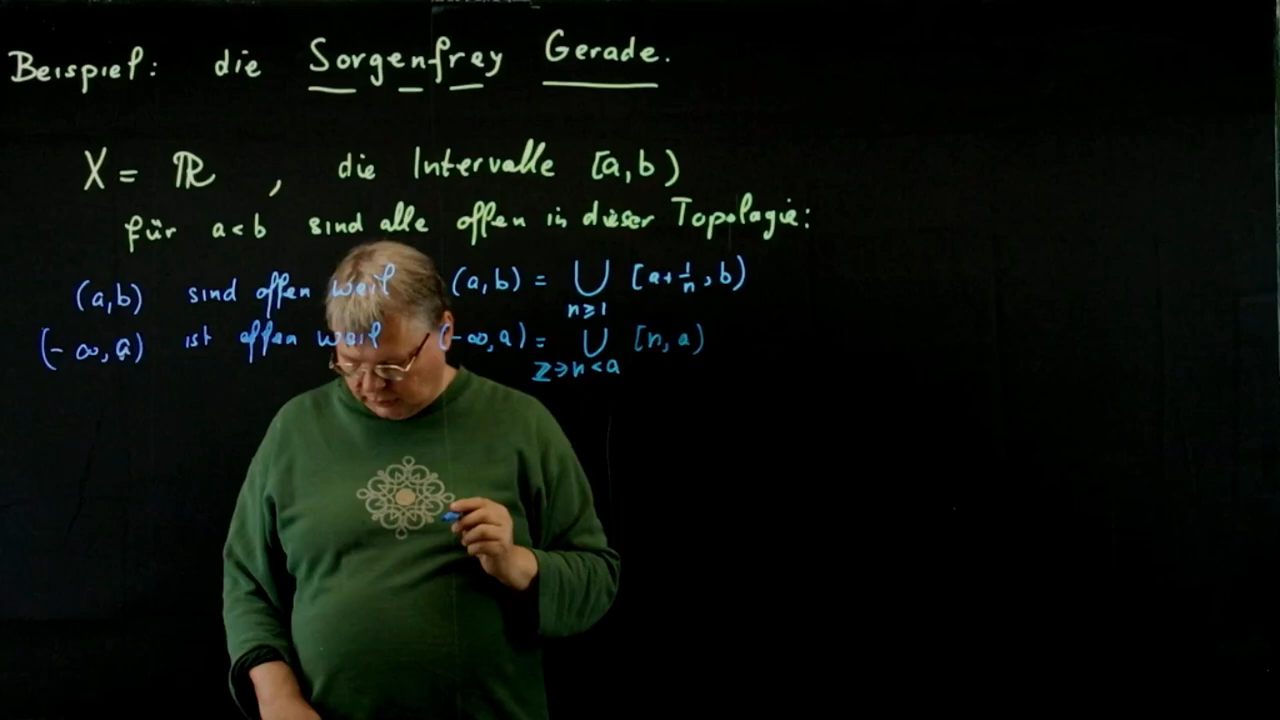 Beispiel: die Sorgenfrey Gerade.
X = ℝ , die Intervalle [a,b)
für a<b sind alle offen in dieser Topologie:
(a,b) sind offen weil (a,b) = ⋃ [a+1/n, b)
n≥1
(-∞,a) ist offen weil (-∞,a) = ⋃ [n,a)
ℤ∋n<a